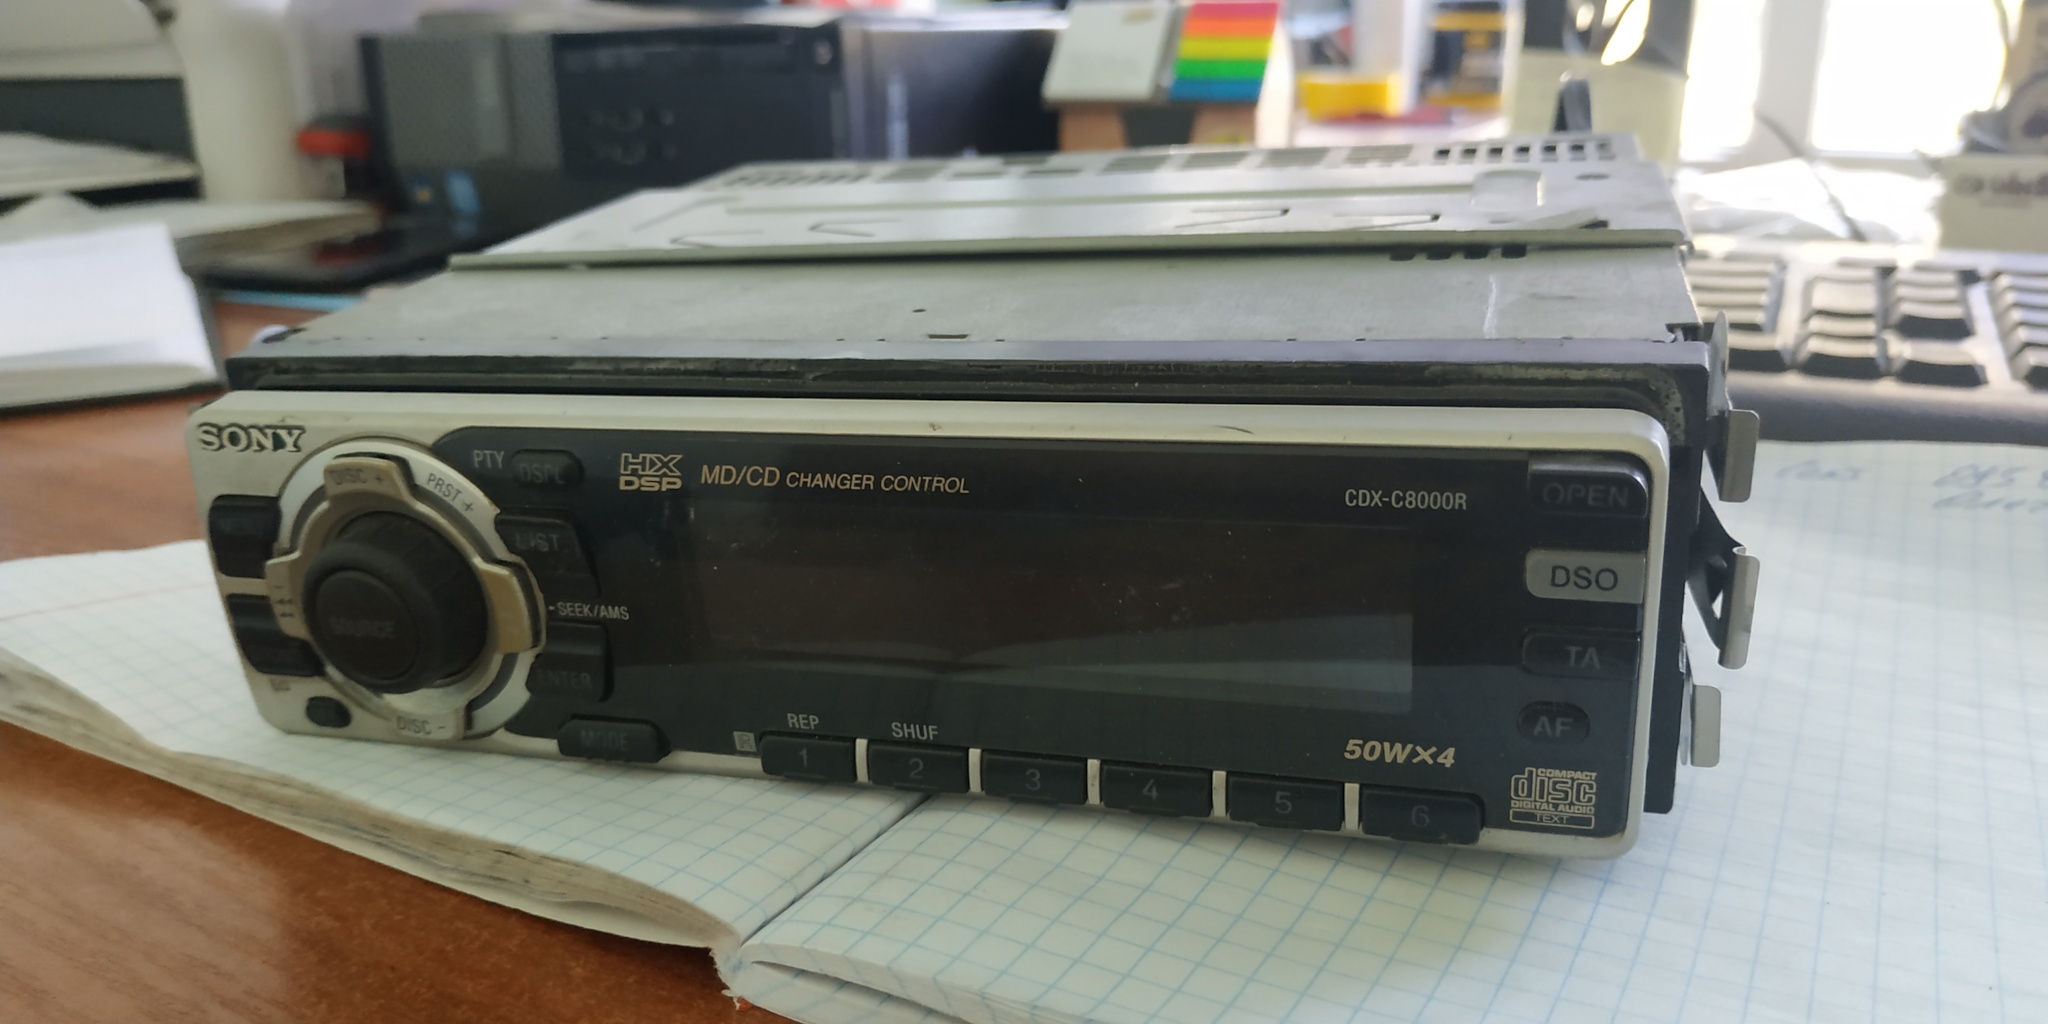 SONY
DISC +
PRST +
PTY
DSPL
HX
DSP
MD/CD CHANGER CONTROL
CDX-C8000R
OPEN
LIST
DSO
SEEK/AMS
SOURCE
TA
ENTER
AF
DISC -
MODE
REP
SHUF
50W×4
1
2
3
4
5
6
COMPACT
disc
DIGITAL AUDIO
TEXT